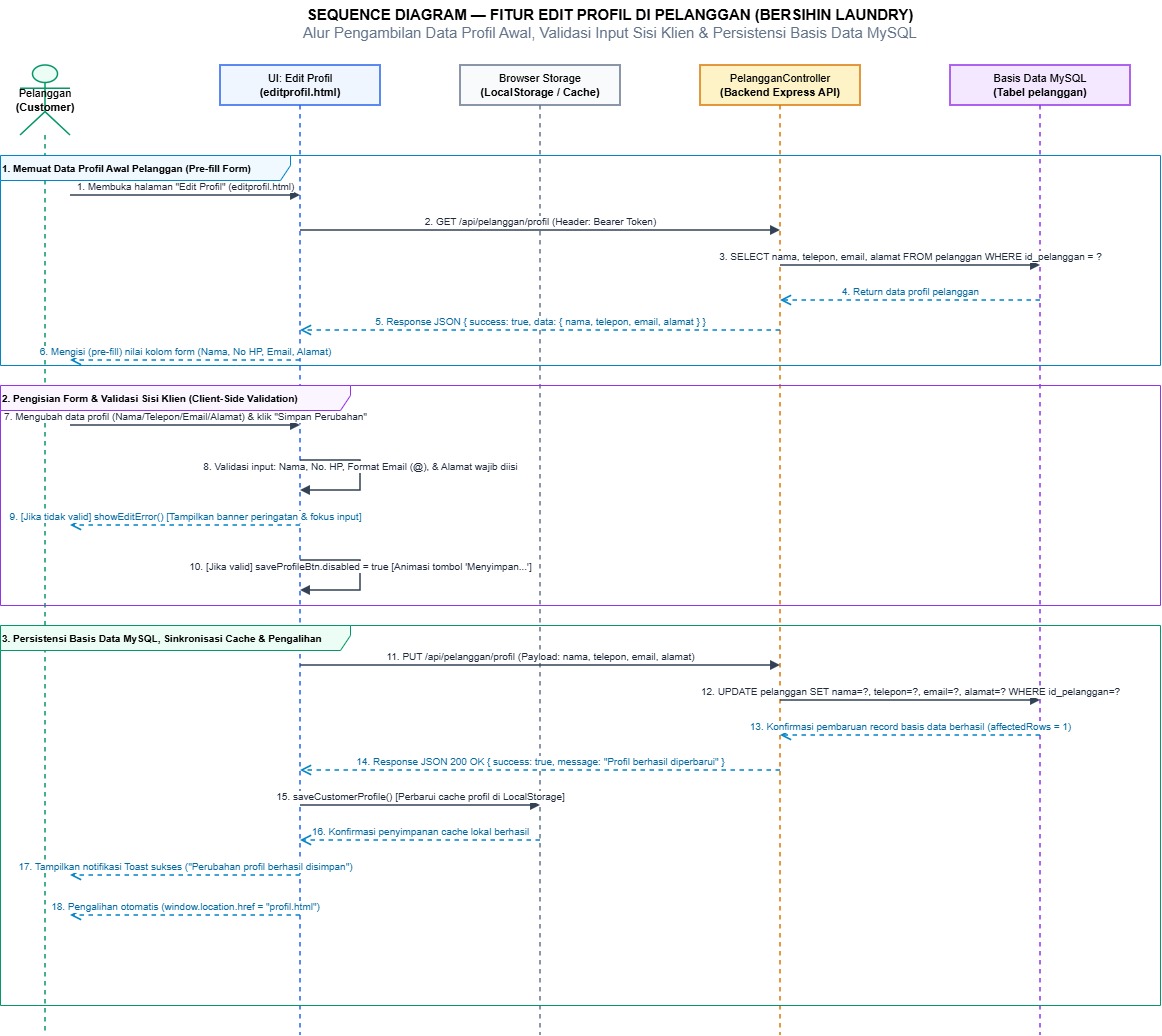 SEQUENCE DIAGRAM — FITUR EDIT PROFIL DI PELANGGAN (BERSIHIN LAUNDRY)
Alur Pengambilan Data Profil Awal, Validasi Input Sisi Klien & Persistensi Basis Data MySQL
Pelanggan
(Customer)
UI: Edit Profil
(editprofil.html)
Browser Storage
(LocalStorage / Cache)
PelangganController
(Backend Express API)
Basis Data MySQL
(Tabel pelanggan)
1. Memuat Data Profil Awal Pelanggan (Pre-fill Form)
1. Membuka halaman "Edit Profil" (editprofil.html)
2. GET /api/pelanggan/profil (Header: Bearer Token)
3. SELECT nama, telepon, email, alamat FROM pelanggan WHERE id_pelanggan = ?
4. Return data profil pelanggan
5. Response JSON { success: true, data: { nama, telepon, email, alamat } }
6. Mengisi (pre-fill) nilai kolom form (Nama, No HP, Email, Alamat)
2. Pengisian Form & Validasi Sisi Klien (Client-Side Validation)
7. Mengubah data profil (Nama/Telepon/Email/Alamat) & klik "Simpan Perubahan"
8. Validasi input: Nama, No. HP, Format Email (@), & Alamat wajib diisi
9. [Jika tidak valid] showEditError() [Tampilkan banner peringatan & fokus input]
10. [Jika valid] saveProfileBtn.disabled = true [Animasi tombol 'Menyimpan...']
3. Persistensi Basis Data MySQL, Sinkronisasi Cache & Pengalihan
11. PUT /api/pelanggan/profil (Payload: nama, telepon, email, alamat)
12. UPDATE pelanggan SET nama=?, telepon=?, email=?, alamat=? WHERE id_pelanggan=?
13. Konfirmasi pembaruan record basis data berhasil (affectedRows = 1)
14. Response JSON 200 OK { success: true, message: "Profil berhasil diperbarui" }
15. saveCustomerProfile() [Perbarui cache profil di LocalStorage]
16. Konfirmasi penyimpanan cache lokal berhasil
17. Tampilkan notifikasi Toast sukses ("Perubahan profil berhasil disimpan")
18. Pengalihan otomatis (window.location.href = "profil.html")